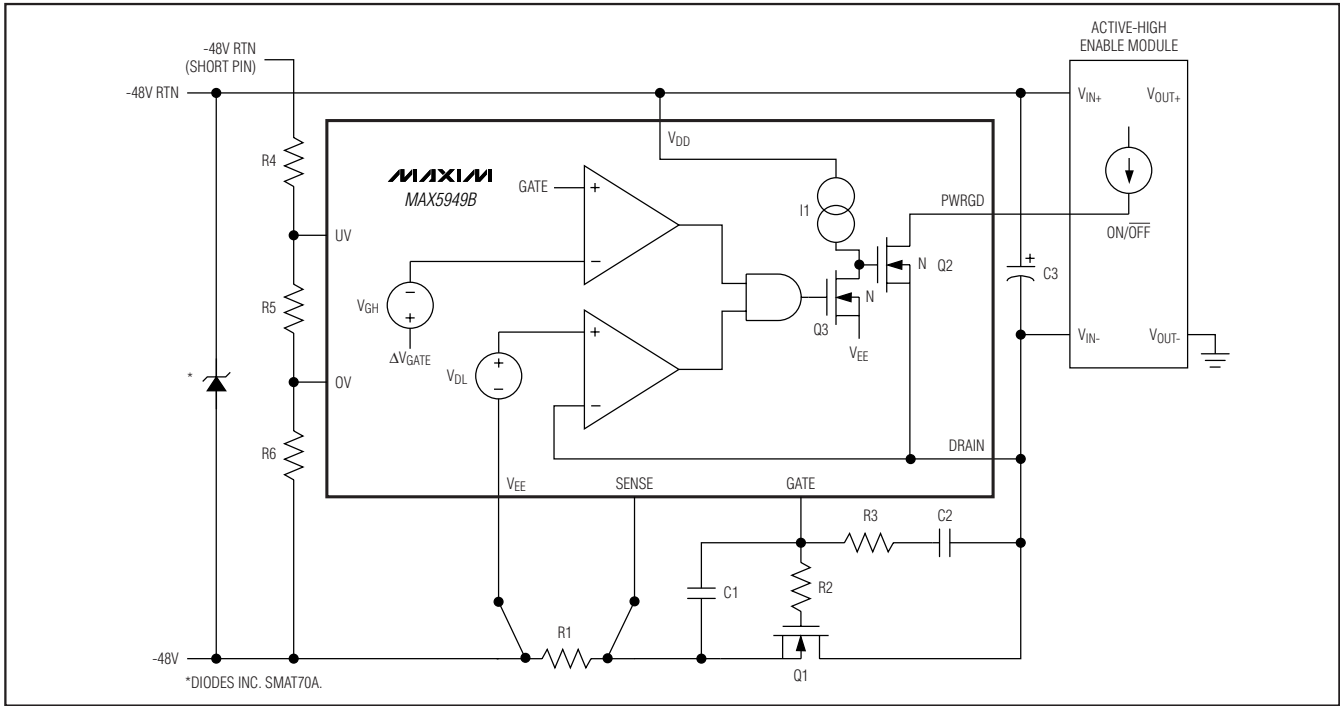 -48V RTN
(SHORT PIN)
-48V RTN
ACTIVE-HIGH
ENABLE MODULE
VIN+
VOUT+
VDD
R4
MAXIM
MAX5949B
GATE
+
−
I1
PWRGD
ON/OFF
UV
N
Q2
+
C3
R5
VGH
−
+
ΔVGATE
N
Q3
VEE
VIN-
VOUT-
*
OV
VDL
+
−
+
−
R6
DRAIN
VEE
SENSE
GATE
R3
C2
C1
R2
R1
-48V
Q1
*DIODES INC. SMAT70A.